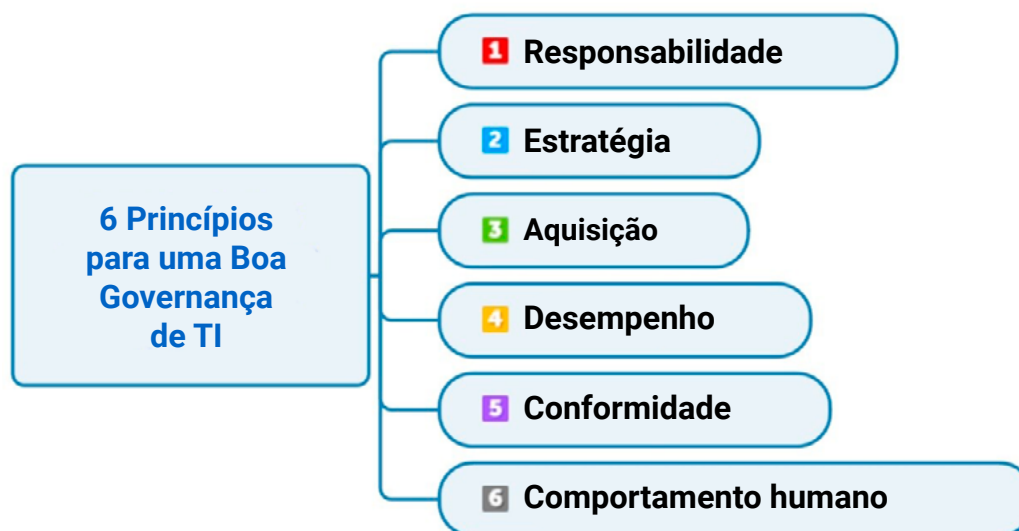 6 Princípios
para uma Boa
Governança
de TI
1 Responsabilidade
2 Estratégia
3 Aquisição
4 Desempenho
5 Conformidade
6 Comportamento humano